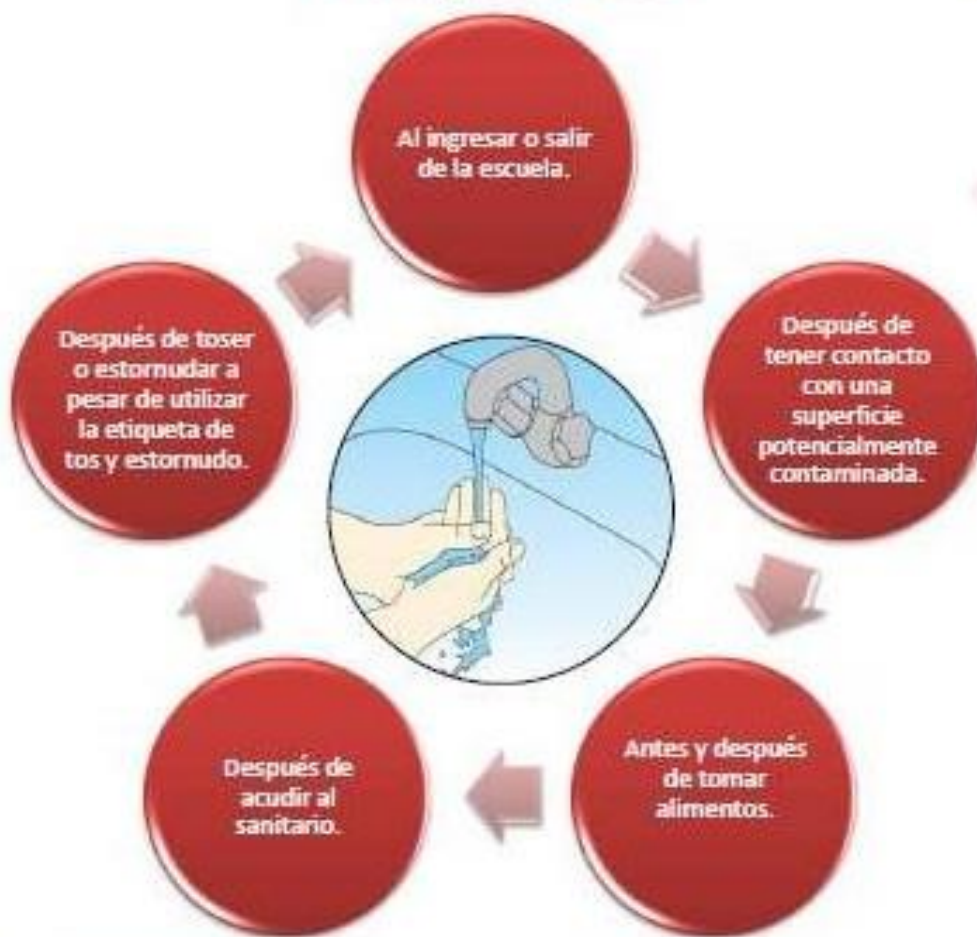 Al ingresar o salir
de la escuela.
Después de
tener contacto
con una
superficie
potencialmente
contaminada.
Antes y después
de tomar
alimentos.
Después de
acudir al
sanitario.
Después de toser
o estornudar a
pesar de utilizar
la etiqueta de
tos y estornudo.